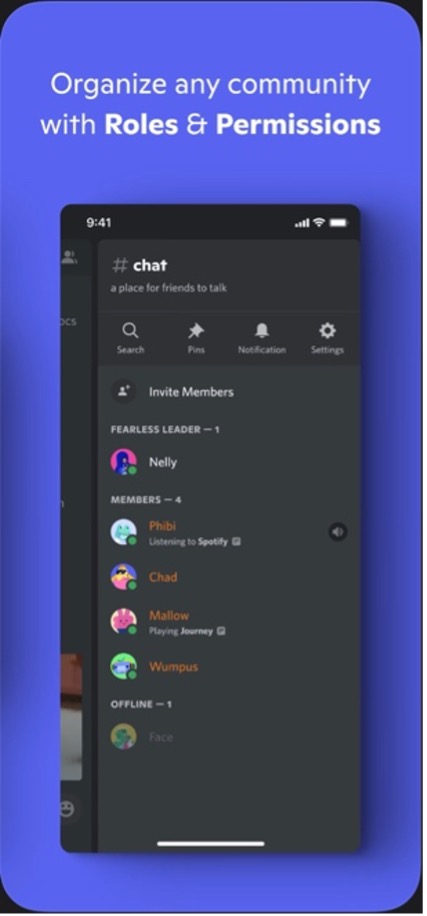 Organize any community
with Roles & Permissions
9:41
# chat
a place for friends to talk
Search Pins Notification Settings
Invite Members
FEARLESS LEADER — 1
Nelly
MEMBERS — 4
Phibi
Listening to Spotify
Chad
Mallow
Playing Journey
Wumpus
OFFLINE — 1
Face